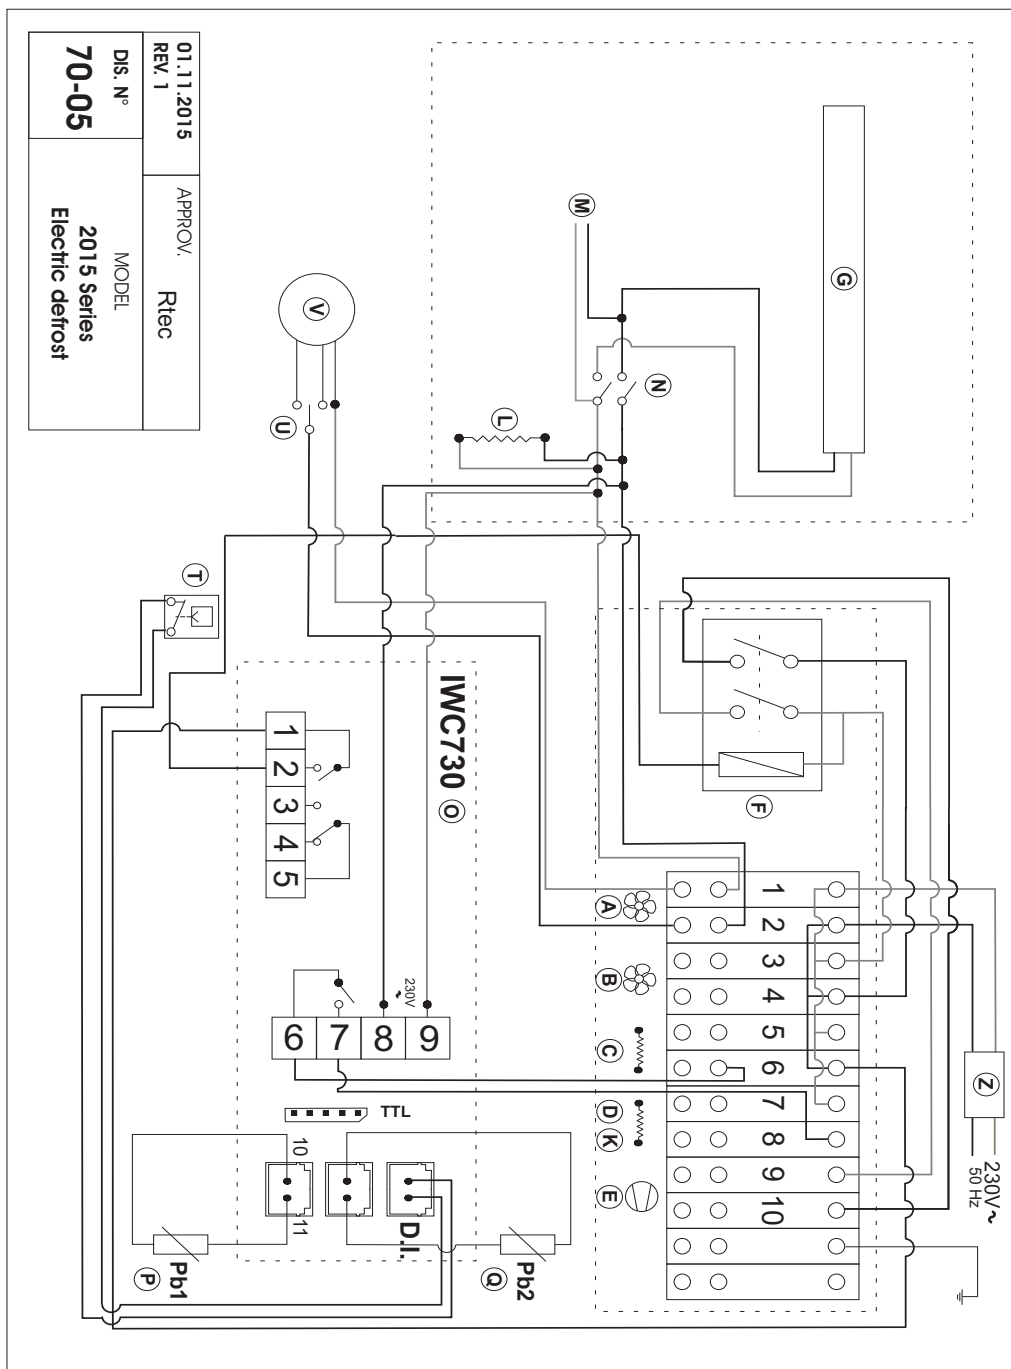 01.11.2015
REV. 1
APPROV.
Rtec
DIS. N°
70-05
MODEL
2015 Series
Electric defrost
G
M
N
L
V
U
T
IWC730 O
1
2
3
4
5
6
7
8
9
230V
~
TTL
10
11
D.I.
Pb1
P
Pb2
Q
F
A
B
C
D
K
E
1
2
3
4
5
6
7
8
9
10
Z
230V~
50 Hz